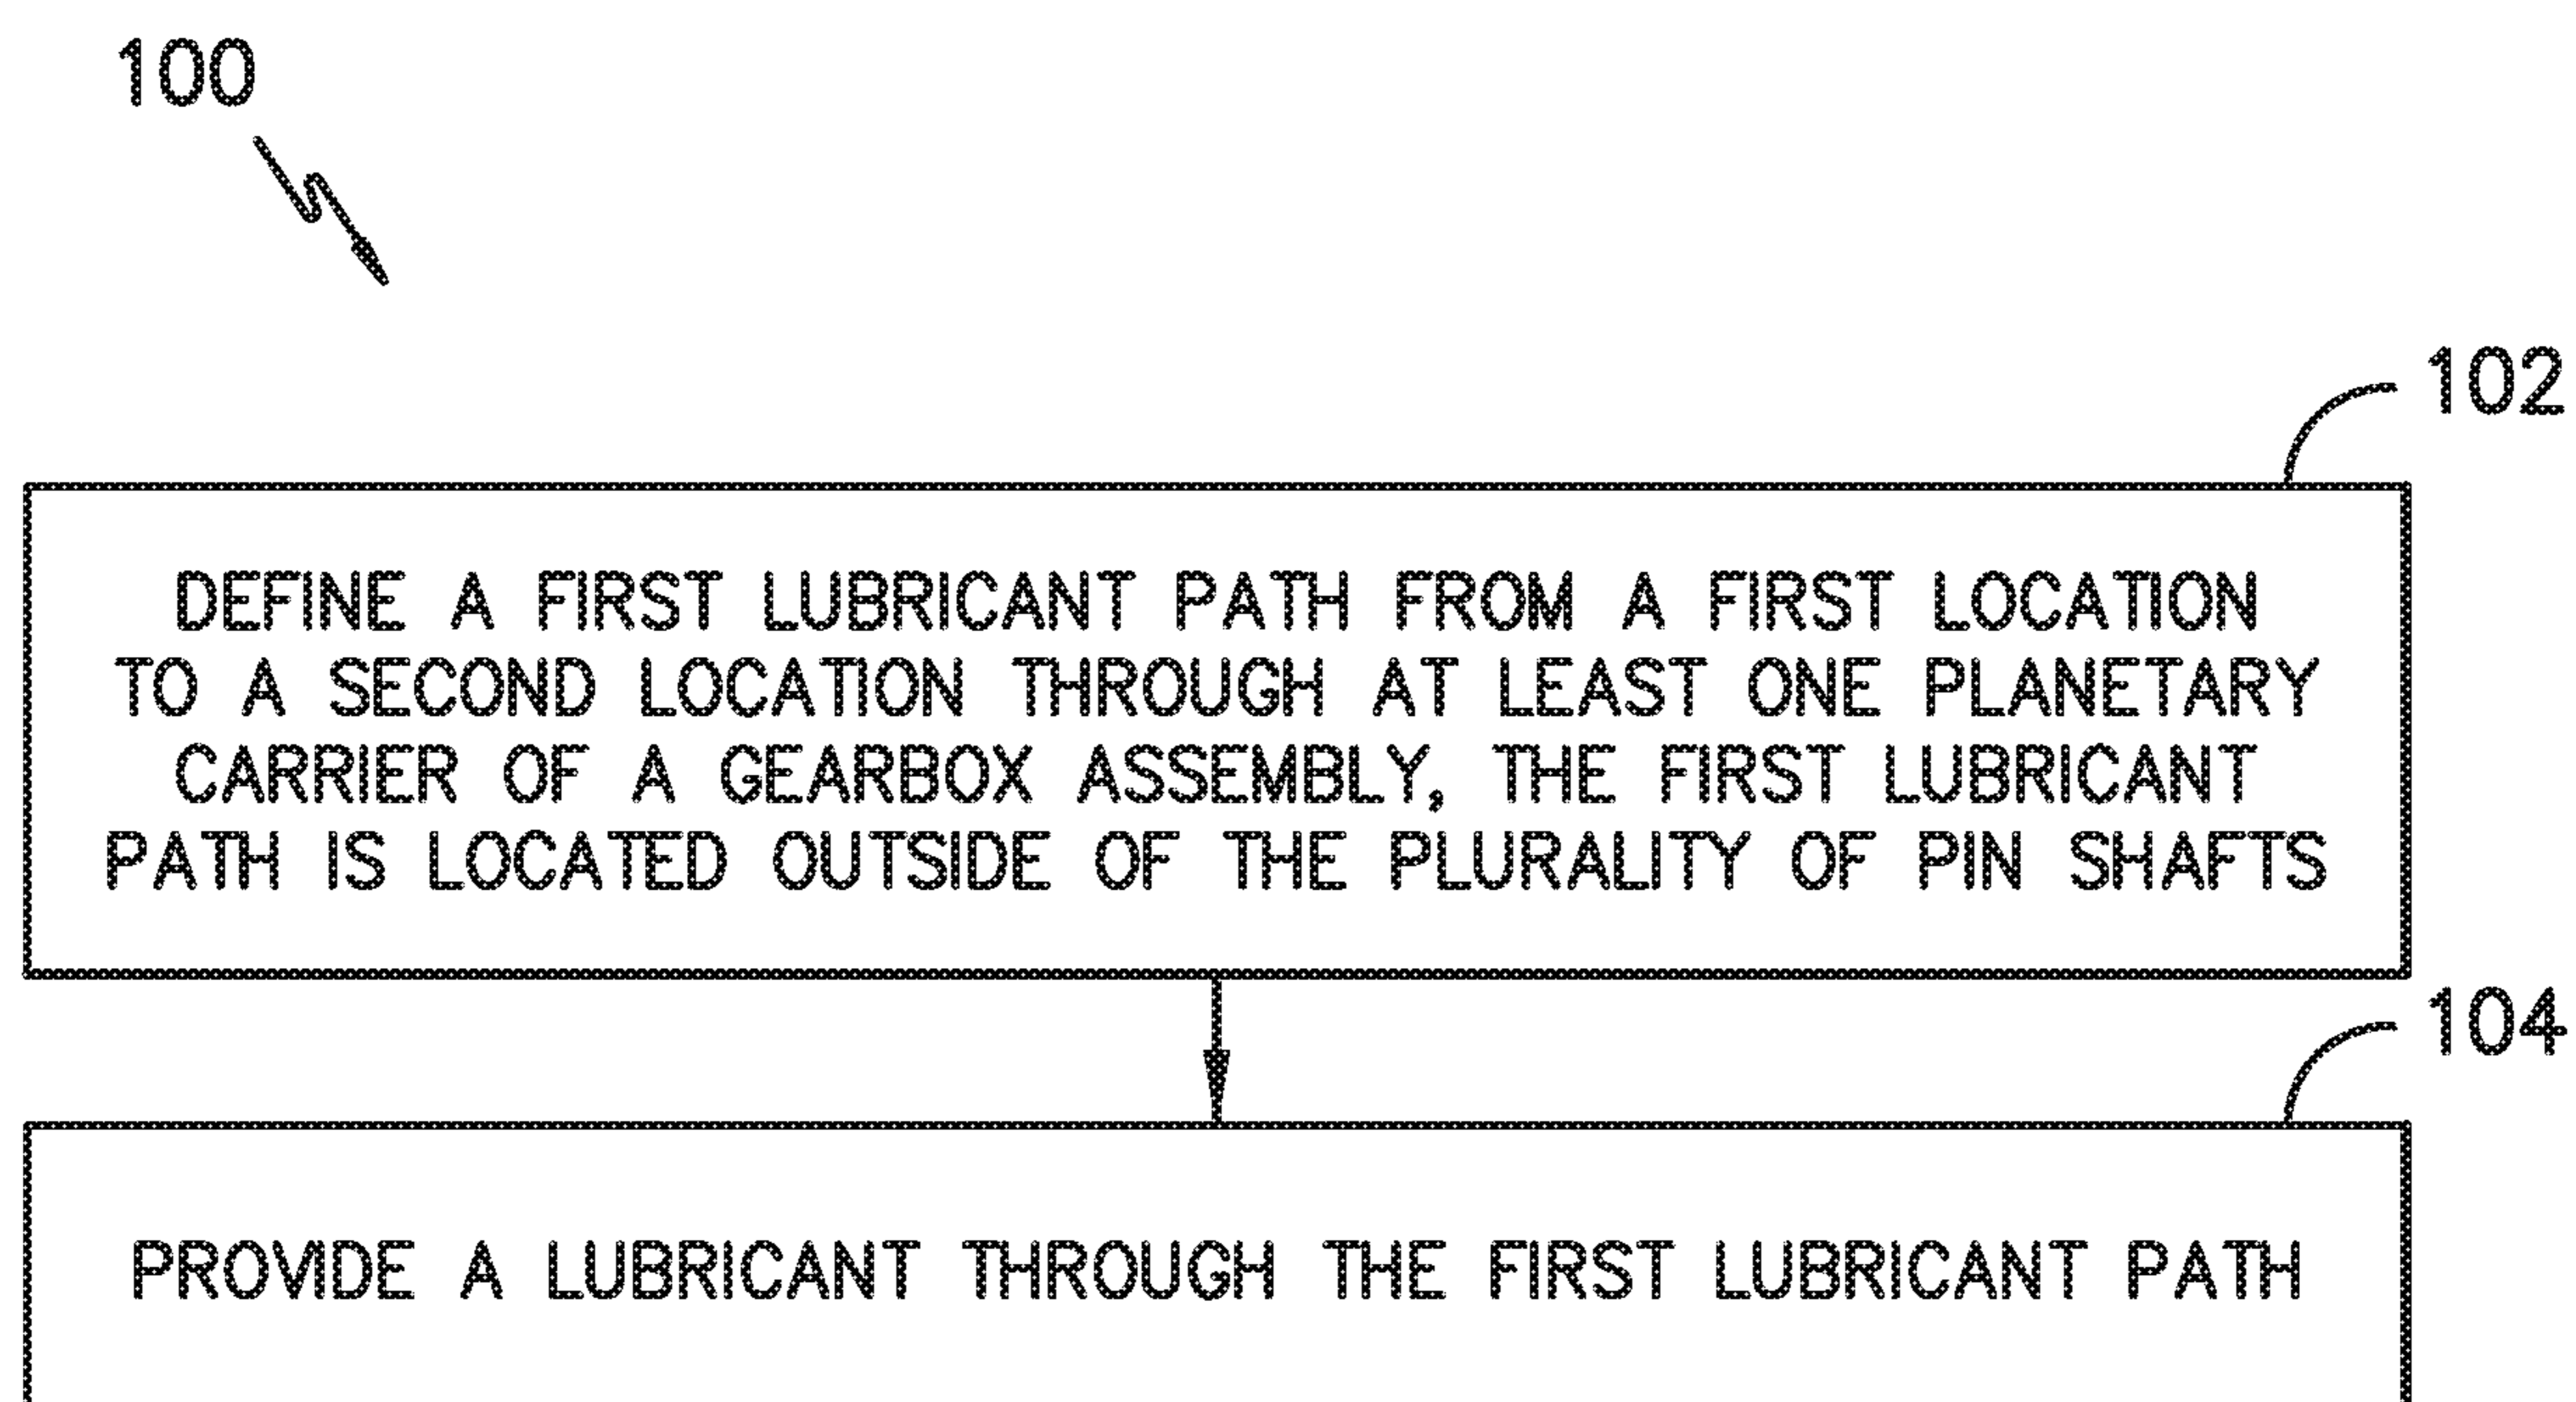 100
102
DEFINE A FIRST LUBRICANT PATH FROM A FIRST LOCATION
TO A SECOND LOCATION THROUGH AT LEAST ONE PLANETARY
CARRIER OF A GEARBOX ASSEMBLY, THE FIRST LUBRICANT
PATH IS LOCATED OUTSIDE OF THE PLURALITY OF PIN SHAFTS
104
PROVIDE A LUBRICANT THROUGH THE FIRST LUBRICANT PATH